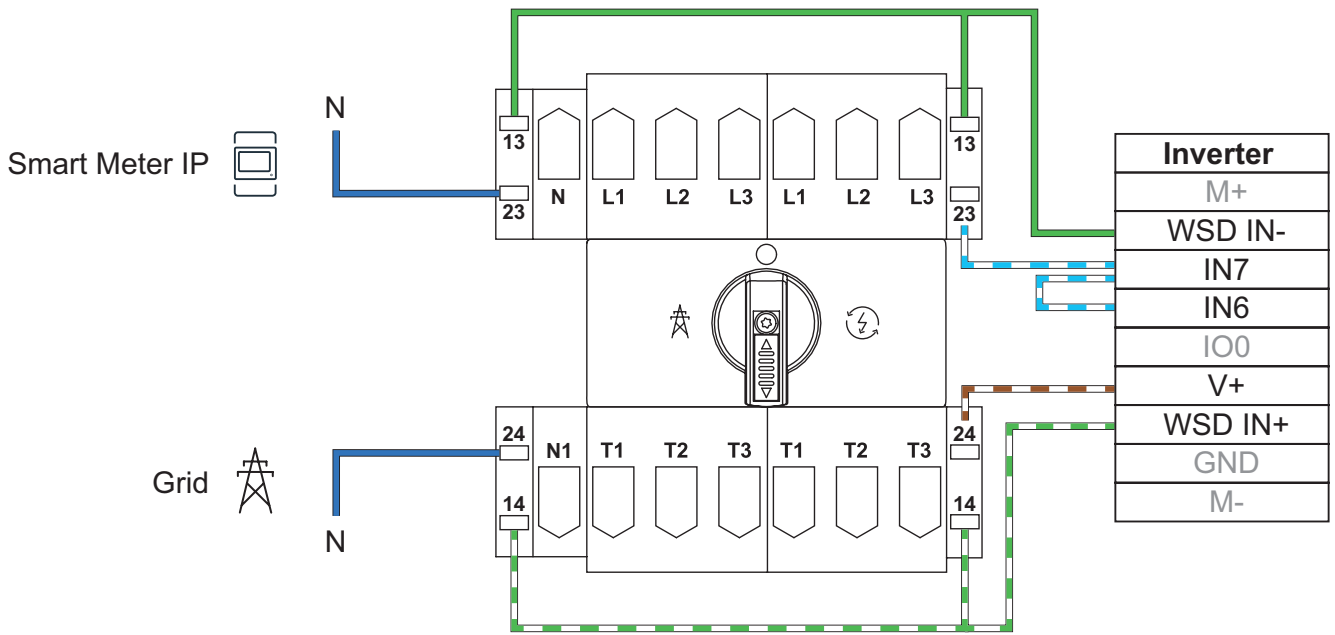 N
Smart Meter IP
13
23
N
L1
L2
L3
L1
L2
L3
13
23
Inverter
M+
WSD IN-
IN7
IN6
IO0
V+
WSD IN+
GND
M-
24
14
N1
T1
T2
T3
T1
T2
T3
24
14
Grid
N